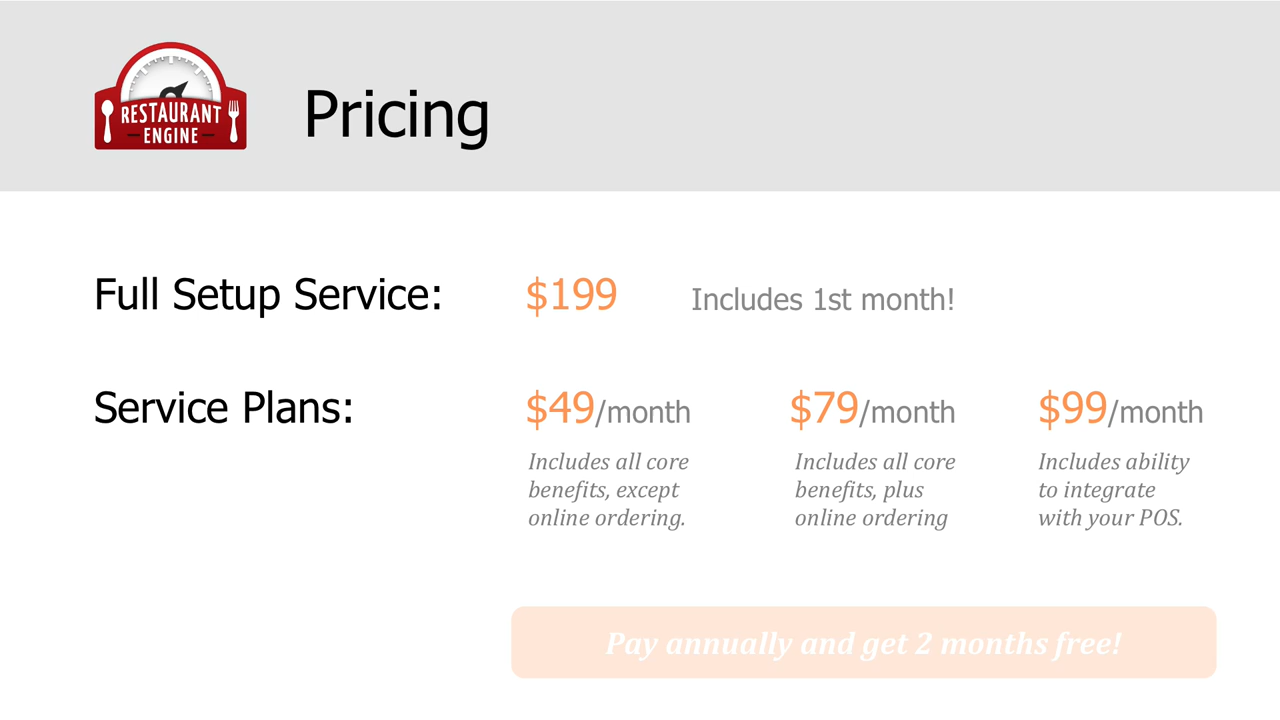 RESTAURANT
ENGINE
Pricing
Full Setup Service: $199 Includes 1st month!
Service Plans: $49/month $79/month $99/month
Includes all core
benefits, except
online ordering.
Includes all core
benefits, plus
online ordering
Includes ability
to integrate
with your POS.
Pay annually and get 2 months free!